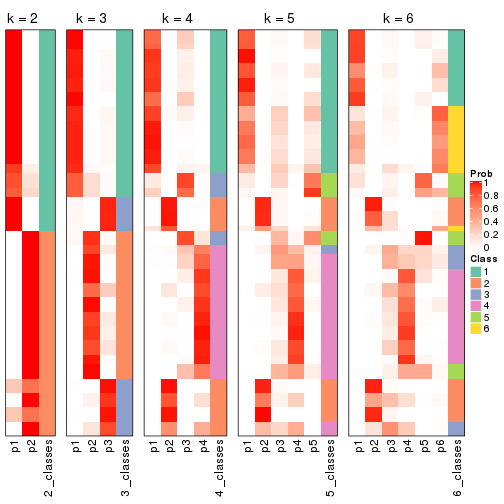 k = 2
k = 3
k = 4
k = 5
k = 6
p1
p2
2_classes
p1
p2
p3
3_classes
p1
p2
p3
p4
4_classes
p1
p2
p3
p4
p5
5_classes
p1
p2
p3
p4
p5
p6
6_classes
Prob
1
0.8
0.6
0.4
0.2
0
Class
1
2
3
4
5
6